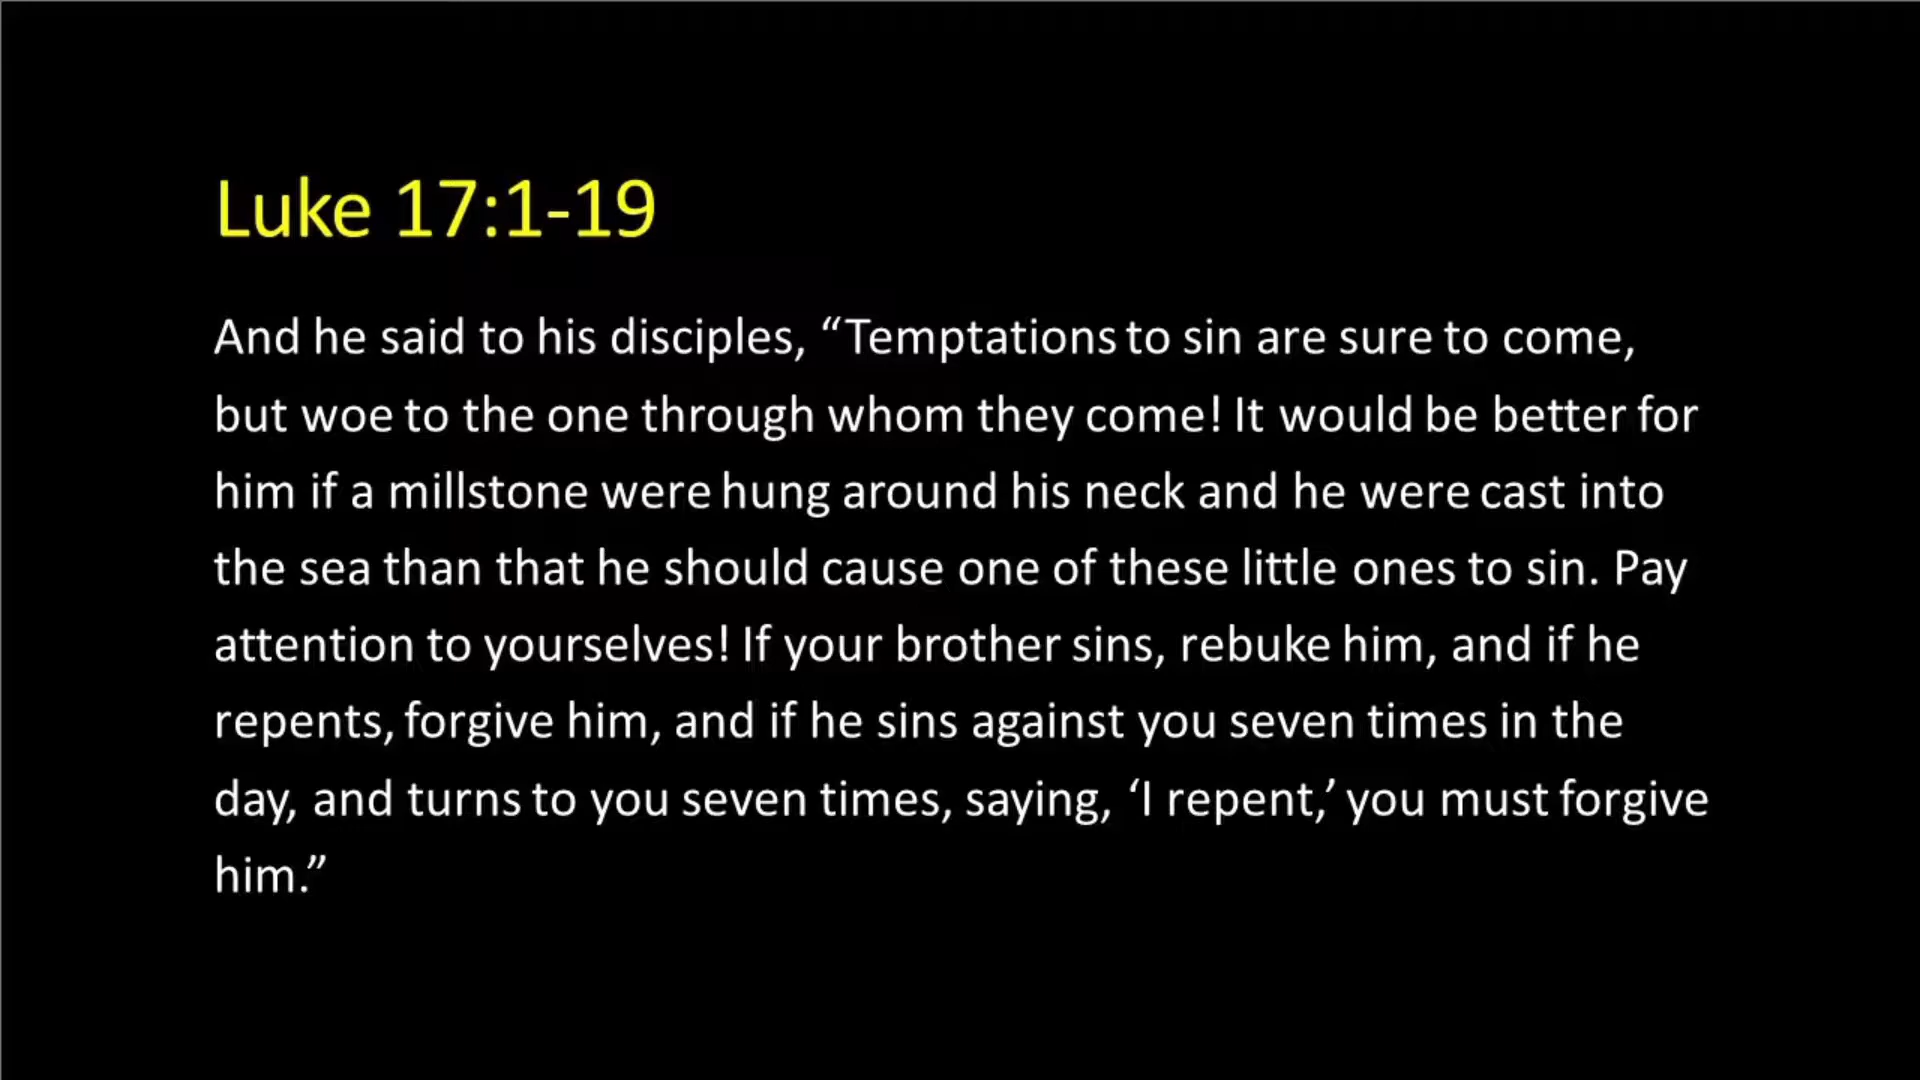 Luke 17:1-19
And he said to his disciples, “Temptations to sin are sure to come,
but woe to the one through whom they come! It would be better for
him if a millstone were hung around his neck and he were cast into
the sea than that he should cause one of these little ones to sin. Pay
attention to yourselves! If your brother sins, rebuke him, and if he
repents, forgive him, and if he sins against you seven times in the
day, and turns to you seven times, saying, ‘I repent,’ you must forgive
him.”